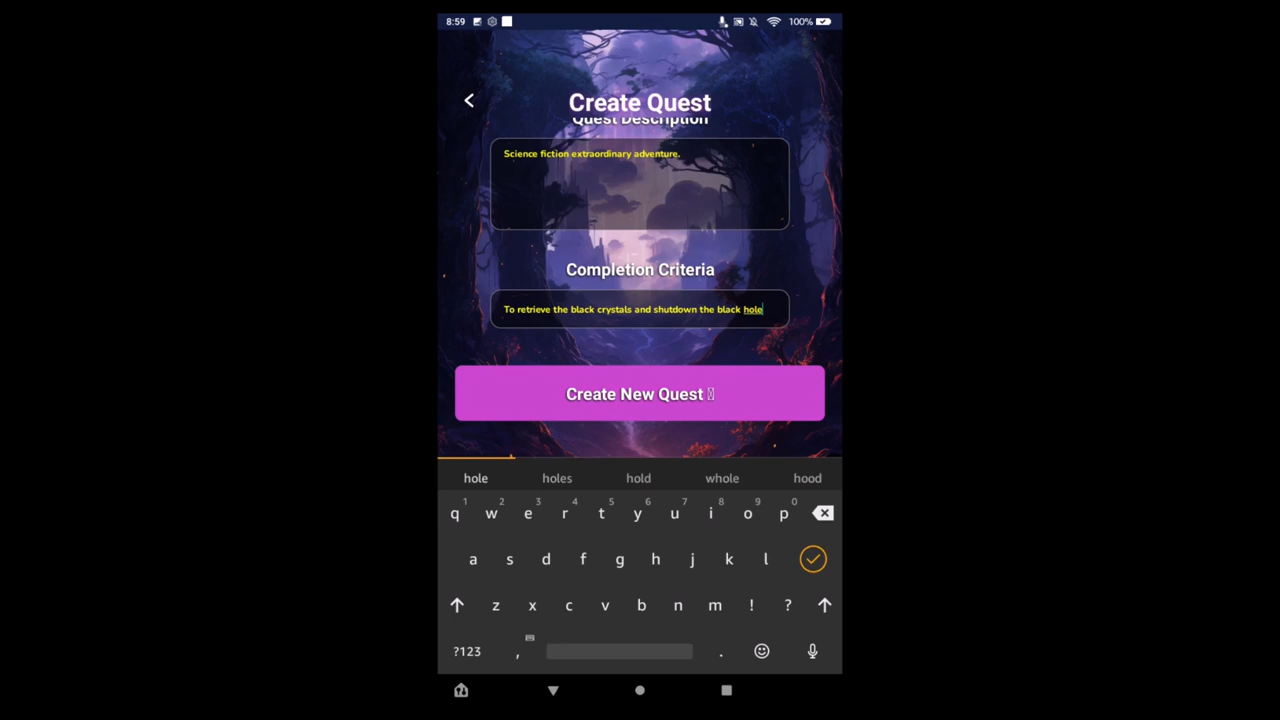 8:59 100%
Create Quest
Quest Description
Science fiction extraordinary adventure.
Completion Criteria
To retrieve the black crystals and shutdown the black hole
Create New Quest
hole holes hold whole hood
1 2 3 4 5 6 7 8 9 0
q w e r t y u i o p
a s d f g h j k l
z x c v b n m ! ?
?123 , .